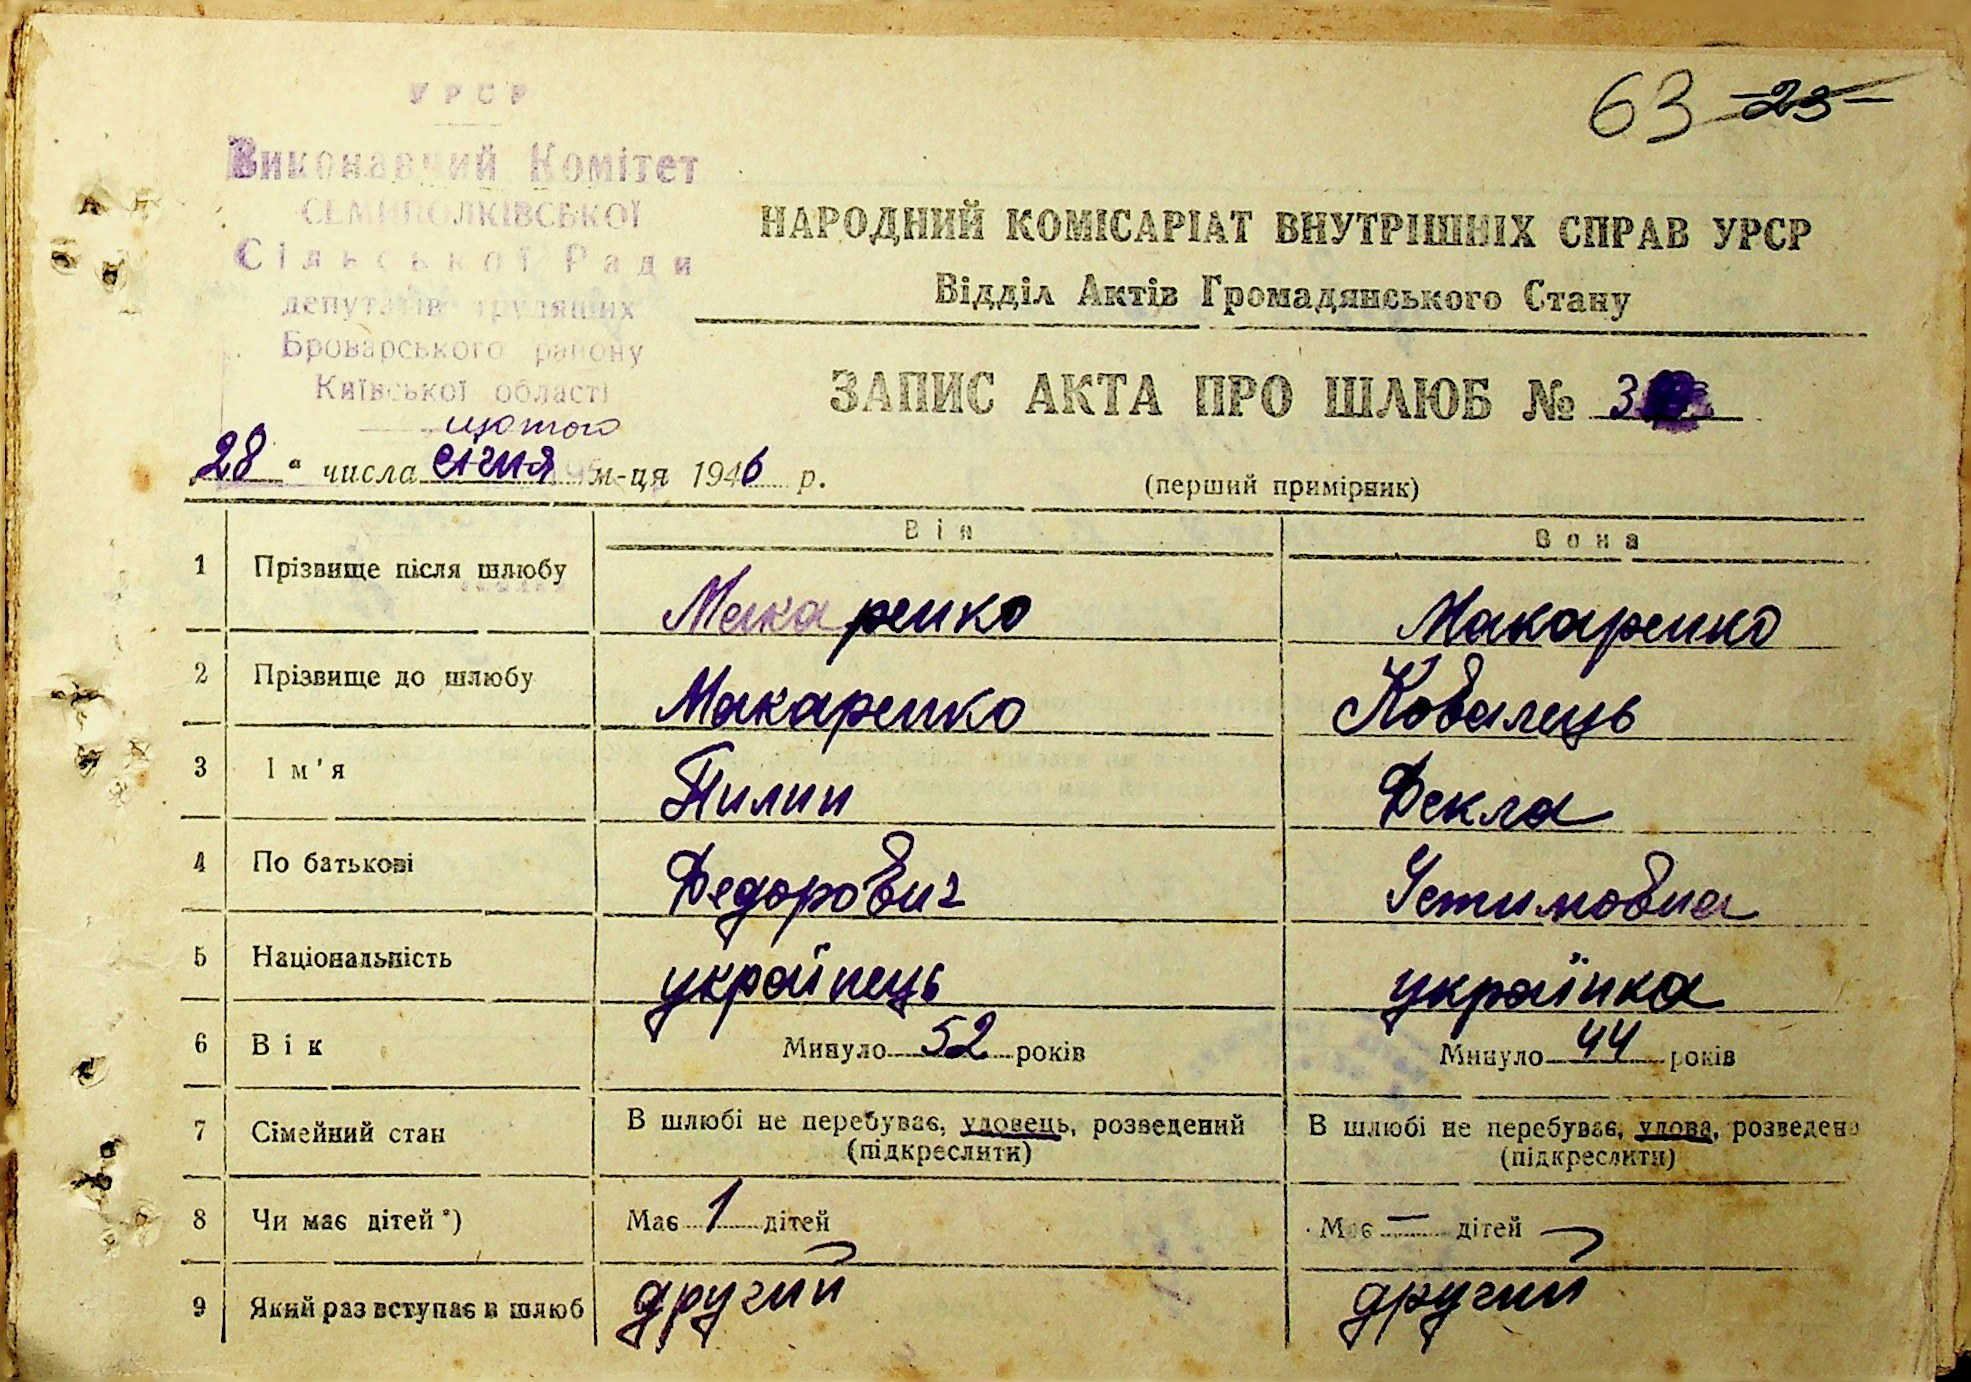 63 23
УРСР
Виконавчий Комітет
СЕМИПОЛКІВСЬКОЇ
Сільської Ради
депутатів трудящих
Броварського району
Київської області
НАРОДНИЙ КОМІСАРІАТ ВНУТРІШНІХ СПРАВ УРСР
Відділ Актів Громадянського Стану
ЗАПИС АКТА ПРО ШЛЮБ № 3
лютого
28 " числа січня м-ця 1946 р.
(перший примірник)
Він Вона
1 Прізвище після шлюбу Макаренко Макаренко
2 Прізвище до шлюбу Макаренко Ковалець
3 Ім'я Пилип Фекла
4 По батькові Федорович Устимовна
5 Національність українець українка
6 Вік Минуло 52 років Минуло 44 років
7 Сімейний стан В шлюбі не перебуває, удовець, розведений (підкреслити) В шлюбі не перебуває, удова, розведена (підкреслити)
8 Чи має дітей*) Має 1 дітей Має — дітей
9 Який раз вступає в шлюб другий другий